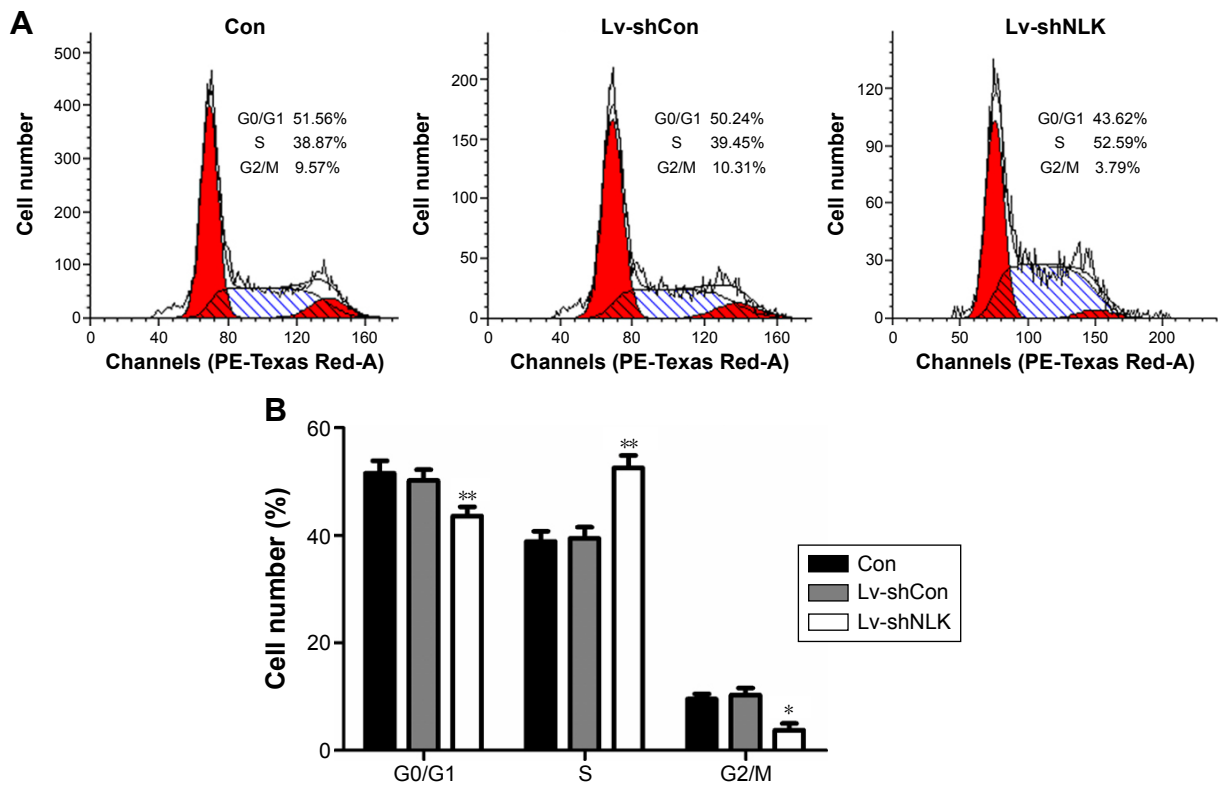 A
Con
Lv-shCon
Lv-shNLK
Cell number
500
400
300
200
100
0
G0/G1 51.56%
S 38.87%
G2/M 9.57%
0 40 80 120 160
Channels (PE-Texas Red-A)
Cell number
200
150
100
50
0
G0/G1 50.24%
S 39.45%
G2/M 10.31%
0 40 80 120 160
Channels (PE-Texas Red-A)
Cell number
120
90
60
30
0
G0/G1 43.62%
S 52.59%
G2/M 3.79%
0 50 100 150 200
Channels (PE-Texas Red-A)
B
Cell number (%)
60
40
20
0
**
**
*
G0/G1 S G2/M
Con
Lv-shCon
Lv-shNLK